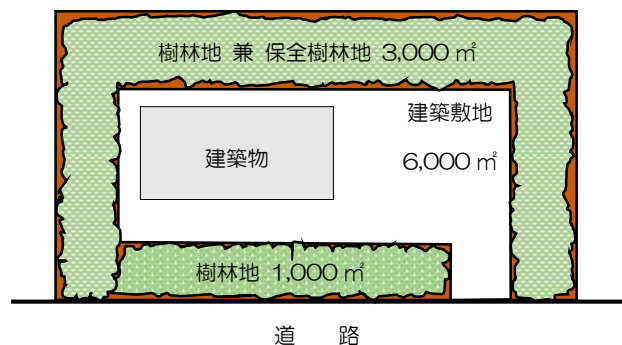 樹林地 兼 保全樹林地 3,000 ㎡
建築敷地
建築物
6,000 ㎡
樹林地 1,000 ㎡
道 路